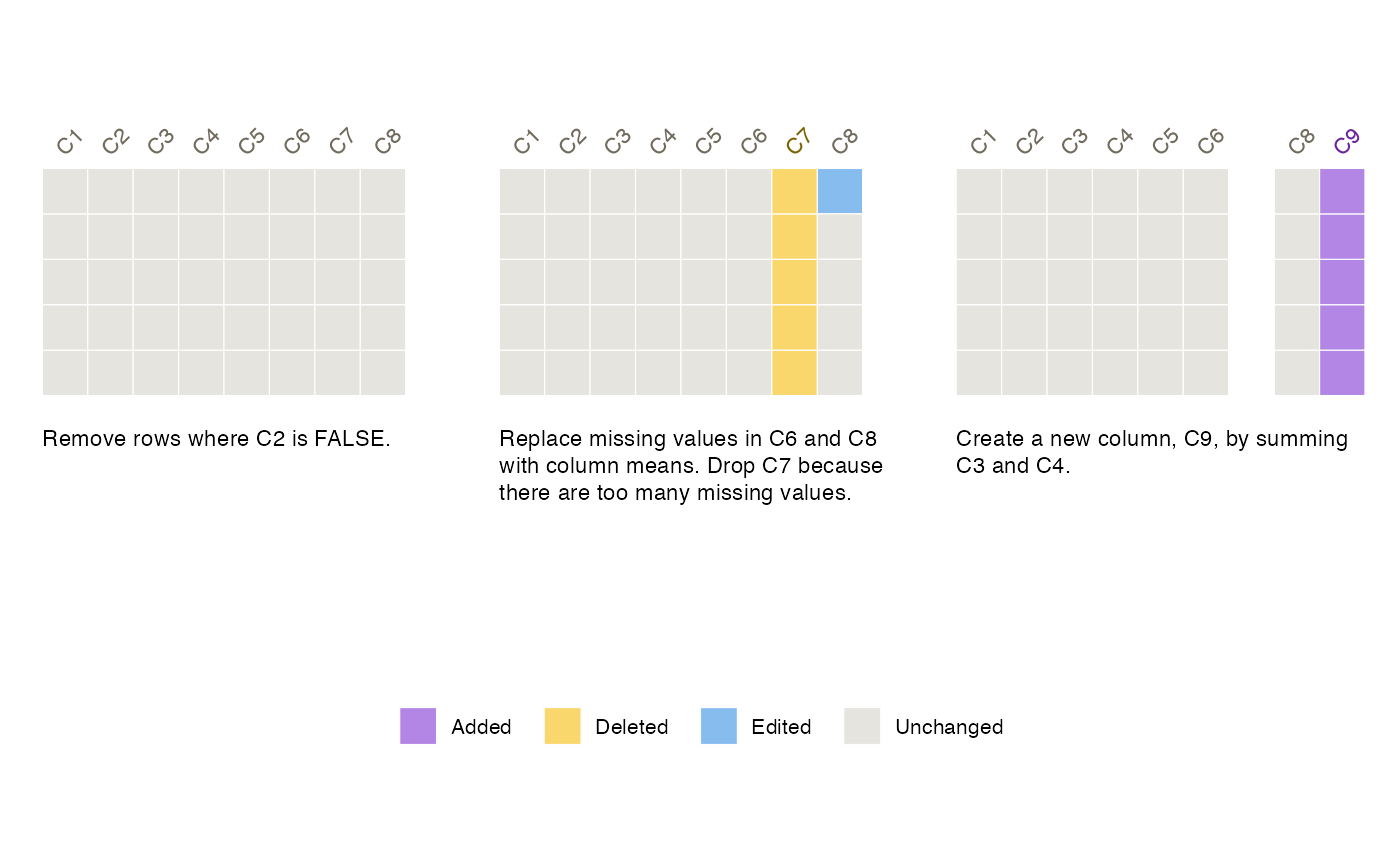 C1 C2 C3 C4 C5 C6 C7 C8
C1 C2 C3 C4 C5 C6 C7 C8
C1 C2 C3 C4 C5 C6 C8 C9
Remove rows where C2 is FALSE.
Replace missing values in C6 and C8
with column means. Drop C7 because
there are too many missing values.
Create a new column, C9, by summing
C3 and C4.
Added
Deleted
Edited
Unchanged